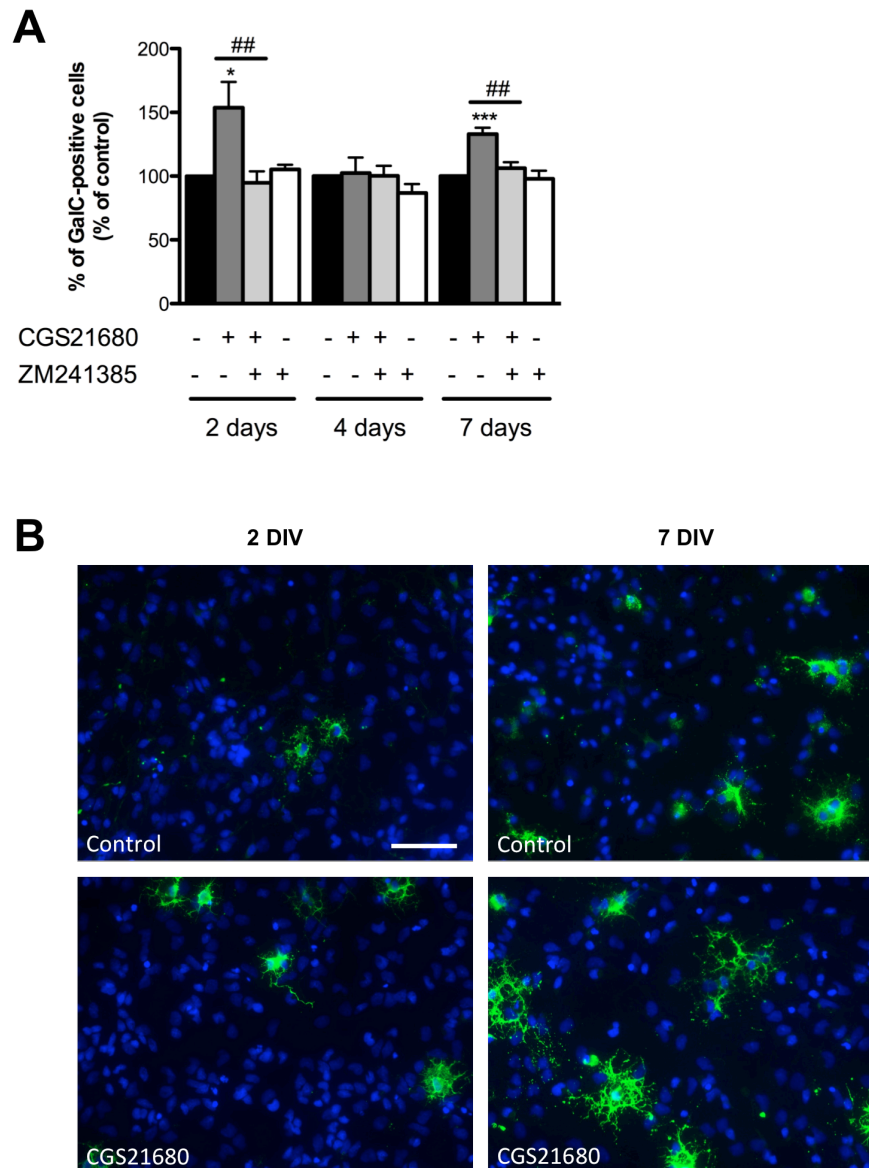 A
% of GalC-positive cells
(% of control)
200
150
100
50
0
##
*
##
***
CGS21680 - + + - - + + - - + + -
ZM241385 - - + + - - + + - - + +
2 days 4 days 7 days
B
2 DIV 7 DIV
Control Control
CGS21680 CGS21680